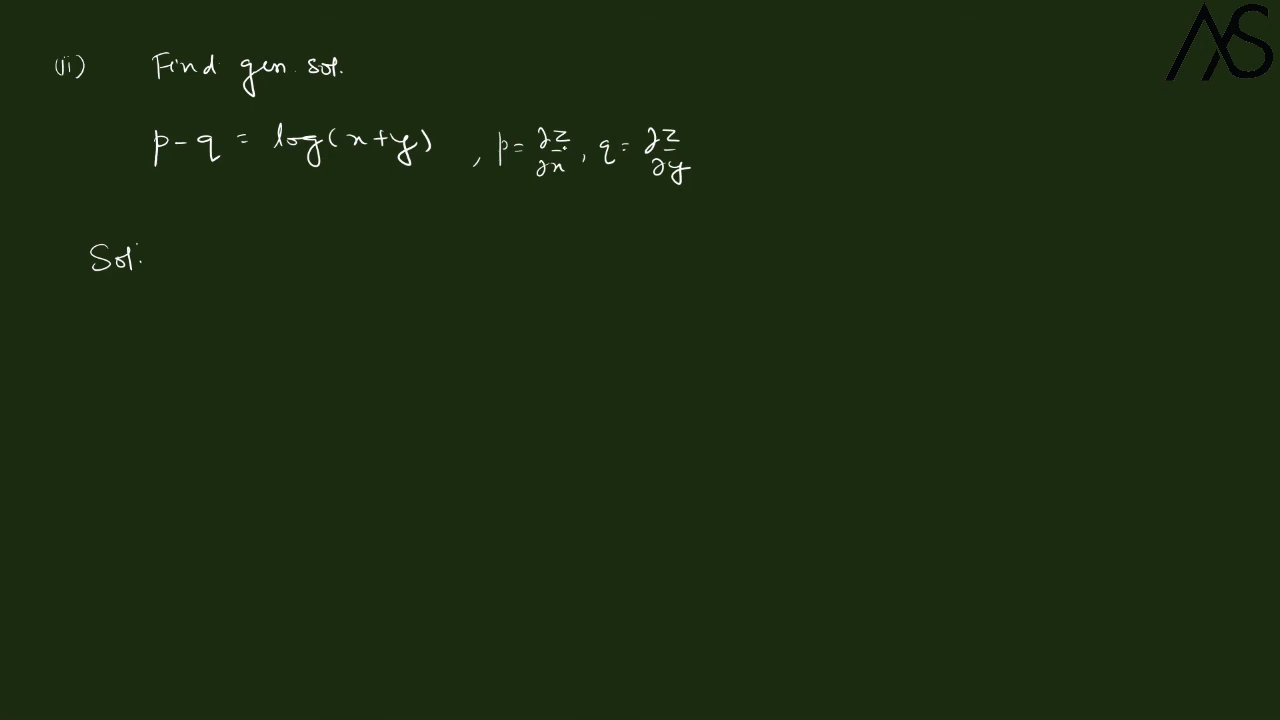 (ii) Find gen. sol.
p - q = log(x+y) , p = ∂z/∂x , q = ∂z/∂y
Sol: